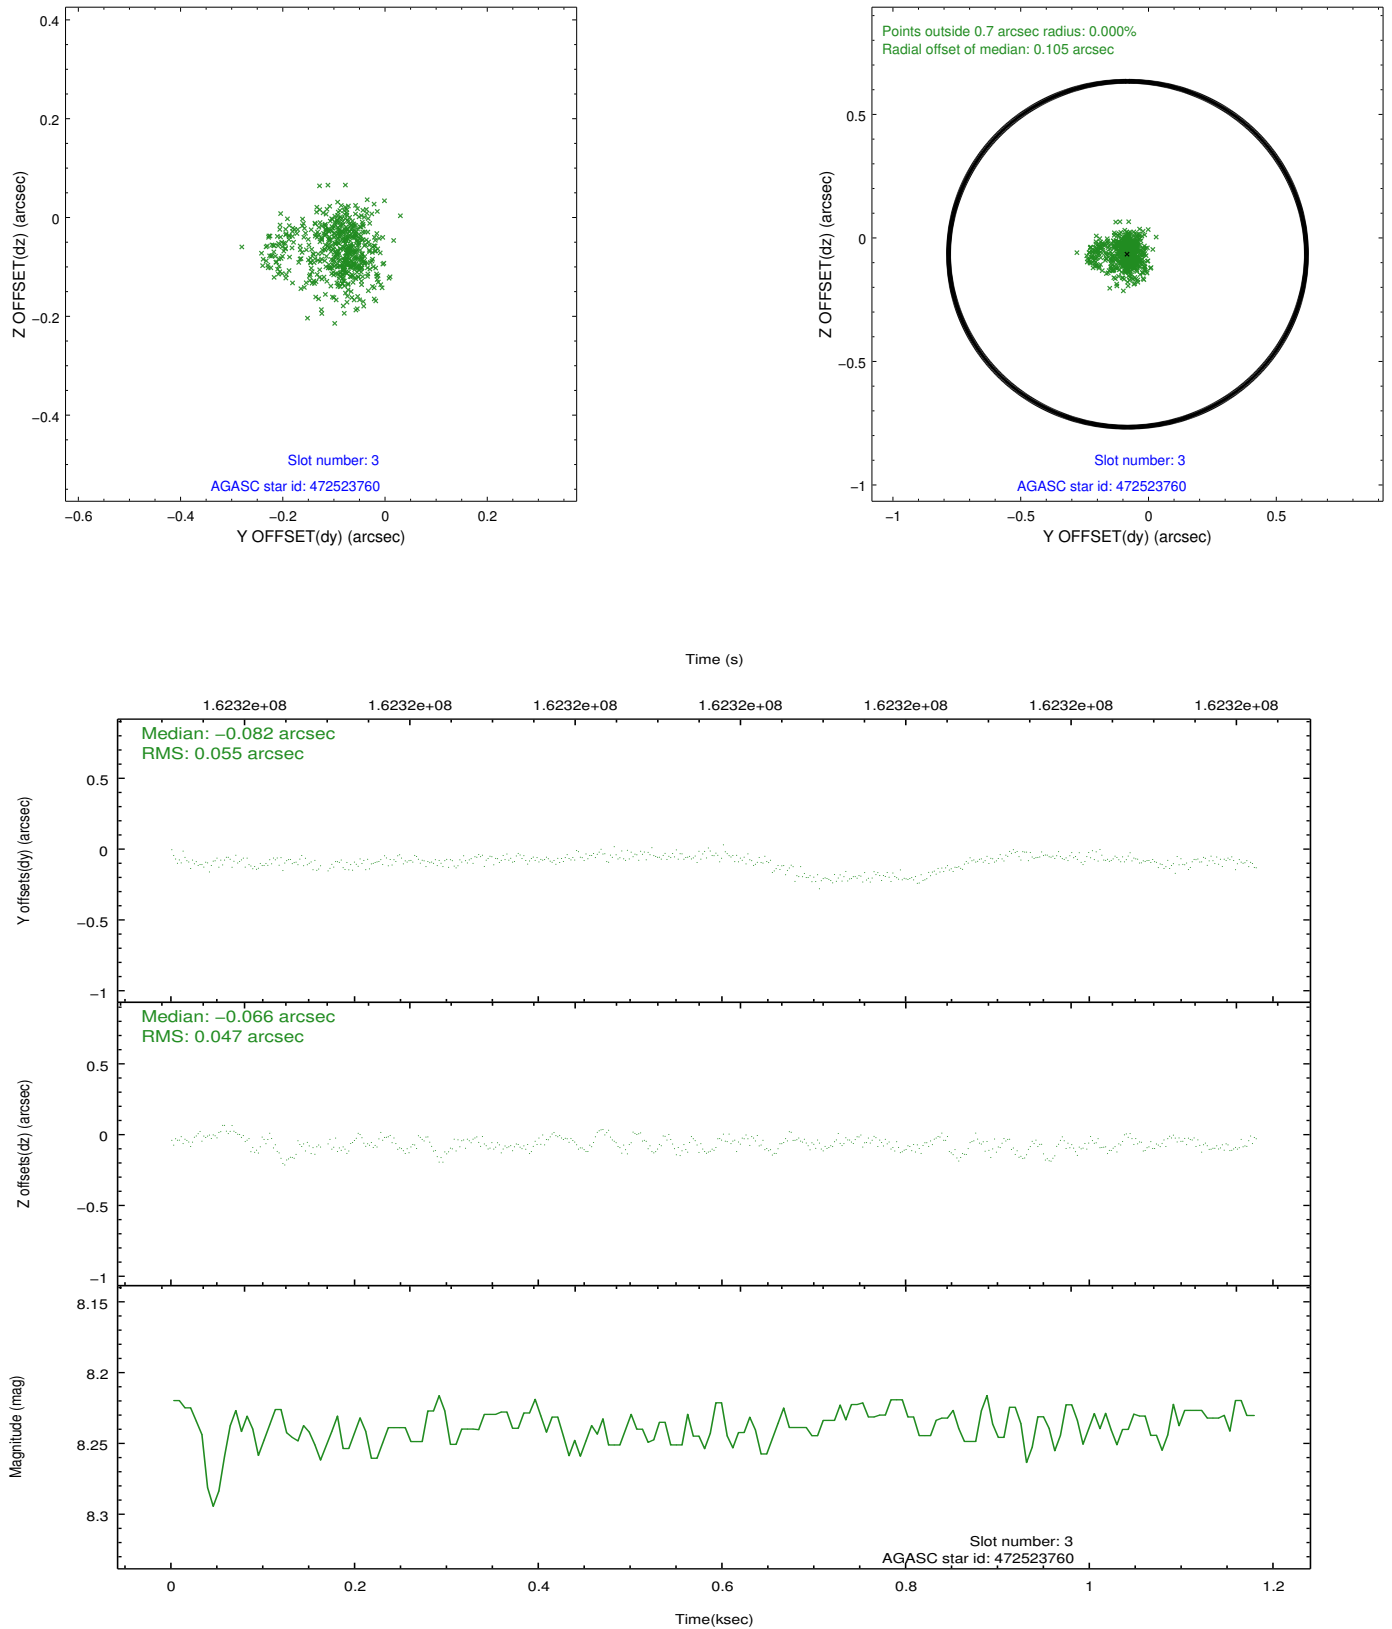 0.4
0.2
0
−0.2
−0.4
Z OFFSET(dz) (arcsec)
Slot number: 3
AGASC star id: 472523760
−0.6
−0.4
−0.2
0
0.2
Y OFFSET(dy) (arcsec)
Points outside 0.7 arcsec radius: 0.000%
Radial offset of median: 0.105 arcsec
0.5
0
−0.5
−1
Z OFFSET(dz) (arcsec)
Slot number: 3
AGASC star id: 472523760
−1
−0.5
0
0.5
Y OFFSET(dy) (arcsec)
Time (s)
1.6232e+08 1.6232e+08 1.6232e+08 1.6232e+08 1.6232e+08 1.6232e+08 1.6232e+08
Median: −0.082 arcsec
RMS: 0.055 arcsec
0.5
0
−0.5
−1
Y offsets(dy) (arcsec)
Median: −0.066 arcsec
RMS: 0.047 arcsec
0.5
0
−0.5
−1
Z offsets(dz) (arcsec)
8.15
8.2
8.25
8.3
Magnitude (mag)
Slot number: 3
AGASC star id: 472523760
0 0.2 0.4 0.6 0.8 1 1.2
Time(ksec)